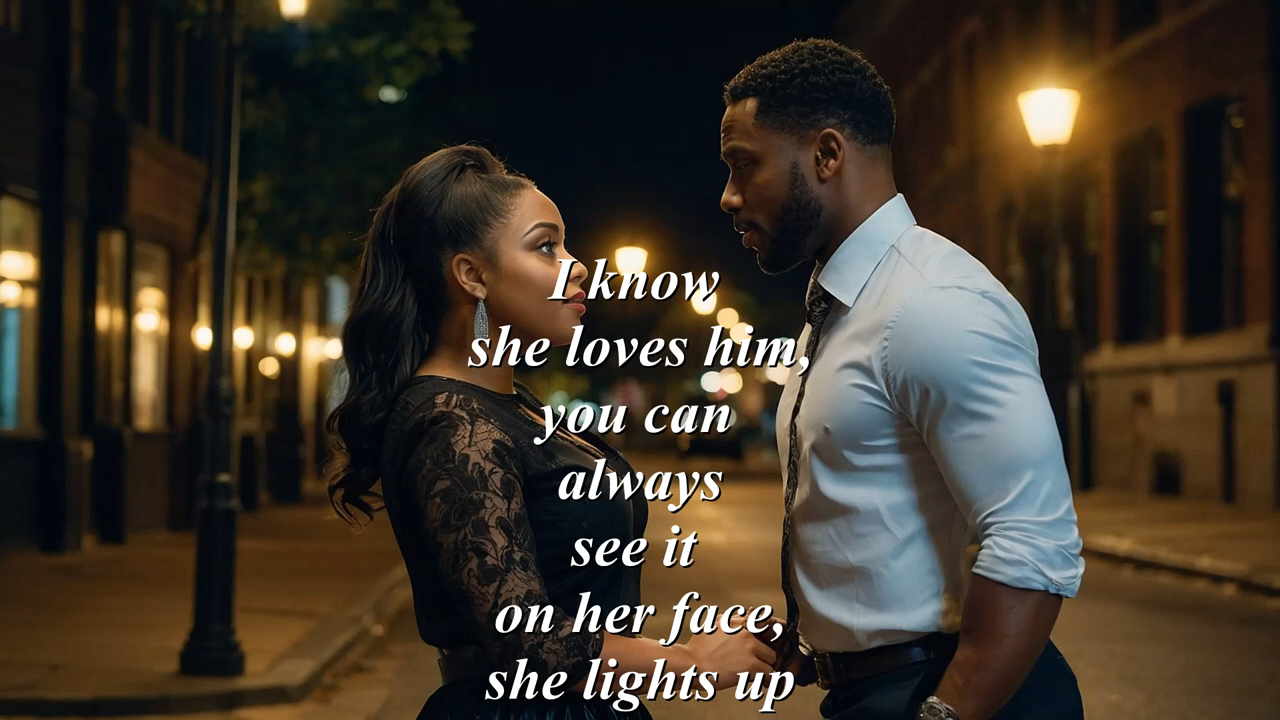 I know
she loves him,
you can
always
see it
on her face,
she lights up